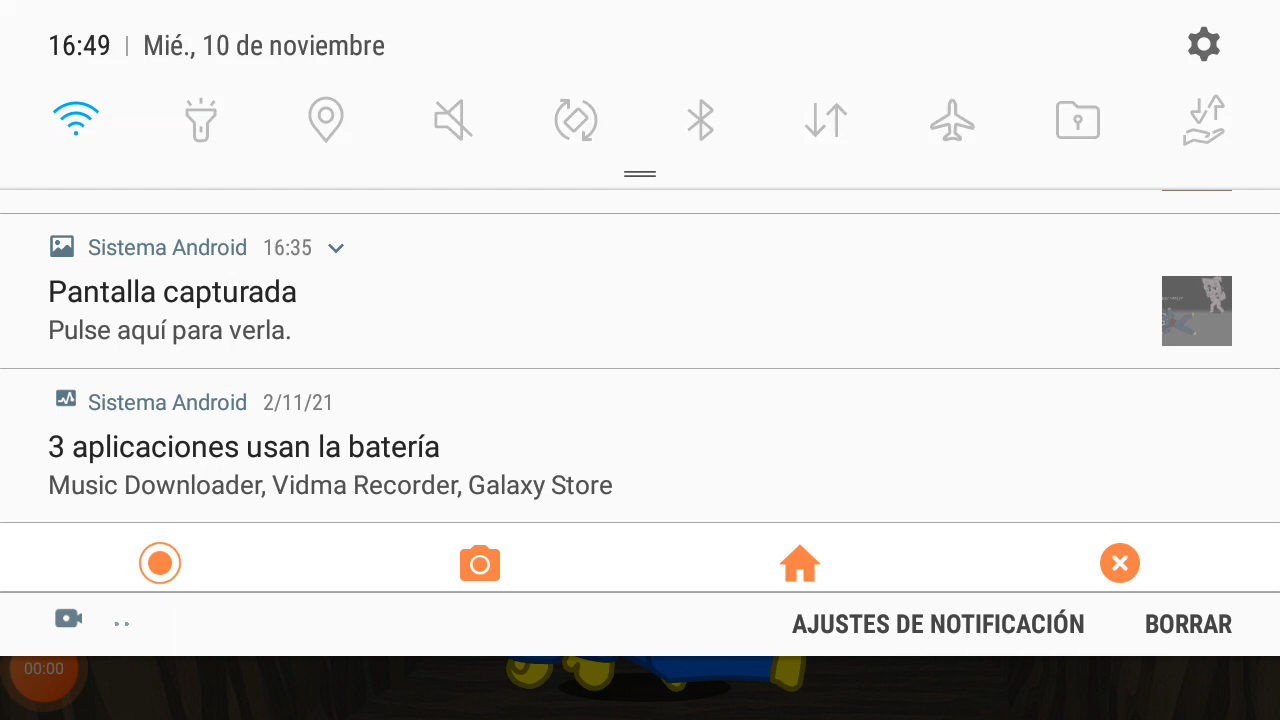 16:49 | Mié., 10 de noviembre
Sistema Android 16:35
Pantalla capturada
Pulse aquí para verla.
Sistema Android 2/11/21
3 aplicaciones usan la batería
Music Downloader, Vidma Recorder, Galaxy Store
AJUSTES DE NOTIFICACIÓN BORRAR
00:00